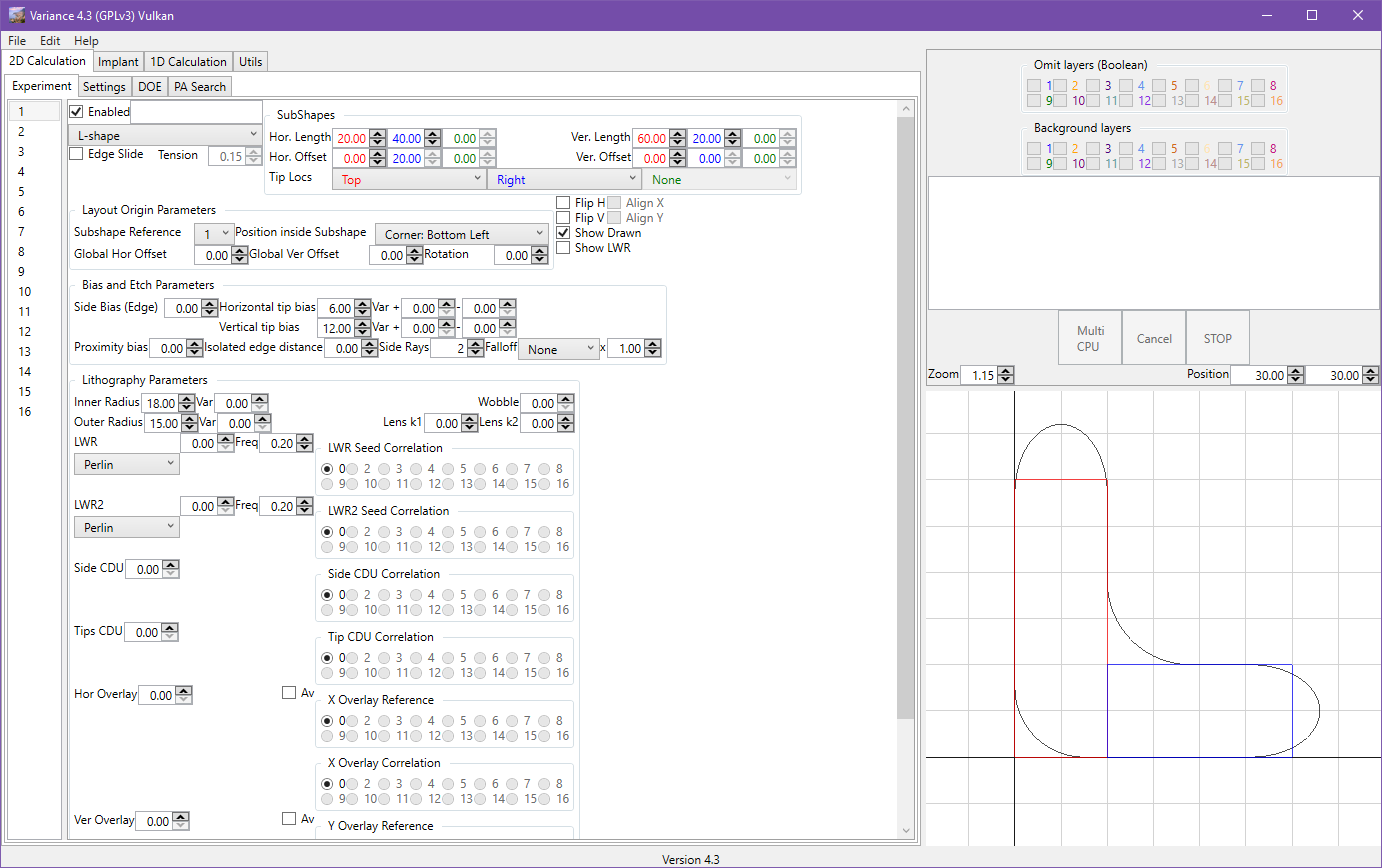 Variance 4.3 (GPLv3) Vulkan
File Edit Help
2D Calculation Implant 1D Calculation Utils
Experiment Settings DOE PA Search
1
2
3
4
5
6
7
8
9
10
11
12
13
14
15
16
Enabled
L-shape
Edge Slide Tension 0.15
SubShapes
Hor. Length 20.00 40.00 0.00 Ver. Length 60.00 20.00 0.00
Hor. Offset 0.00 20.00 0.00 Ver. Offset 0.00 0.00 0.00
Tip Locs Top Right None
Layout Origin Parameters
Subshape Reference 1 Position inside Subshape Corner: Bottom Left
Global Hor Offset 0.00 Global Ver Offset 0.00 Rotation 0.00
Flip H Align X
Flip V Align Y
Show Drawn
Show LWR
Bias and Etch Parameters
Side Bias (Edge) 0.00 Horizontal tip bias 6.00 Var + 0.00 - 0.00
Vertical tip bias 12.00 Var + 0.00 - 0.00
Proximity bias 0.00 Isolated edge distance 0.00 Side Rays 2 Falloff None x 1.00
Lithography Parameters
Inner Radius 18.00 Var 0.00 Wobble 0.00
Outer Radius 15.00 Var 0.00 Lens k1 0.00 Lens k2 0.00
LWR 0.00 Freq 0.20
Perlin
LWR Seed Correlation
0 2 3 4 5 6 7 8
9 10 11 12 13 14 15 16
LWR2 0.00 Freq 0.20
Perlin
LWR2 Seed Correlation
0 2 3 4 5 6 7 8
9 10 11 12 13 14 15 16
Side CDU 0.00
Side CDU Correlation
0 2 3 4 5 6 7 8
9 10 11 12 13 14 15 16
Tips CDU 0.00
Tip CDU Correlation
0 2 3 4 5 6 7 8
9 10 11 12 13 14 15 16
Hor Overlay 0.00 Av
X Overlay Reference
0 2 3 4 5 6 7 8
9 10 11 12 13 14 15 16
X Overlay Correlation
0 2 3 4 5 6 7 8
9 10 11 12 13 14 15 16
Ver Overlay 0.00 Av
Y Overlay Reference
Omit layers (Boolean)
1 2 3 4 5 6 7 8
9 10 11 12 13 14 15 16
Background layers
1 2 3 4 5 6 7 8
9 10 11 12 13 14 15 16
Multi
CPU
Cancel
STOP
Zoom 1.15 Position 30.00 30.00
Version 4.3